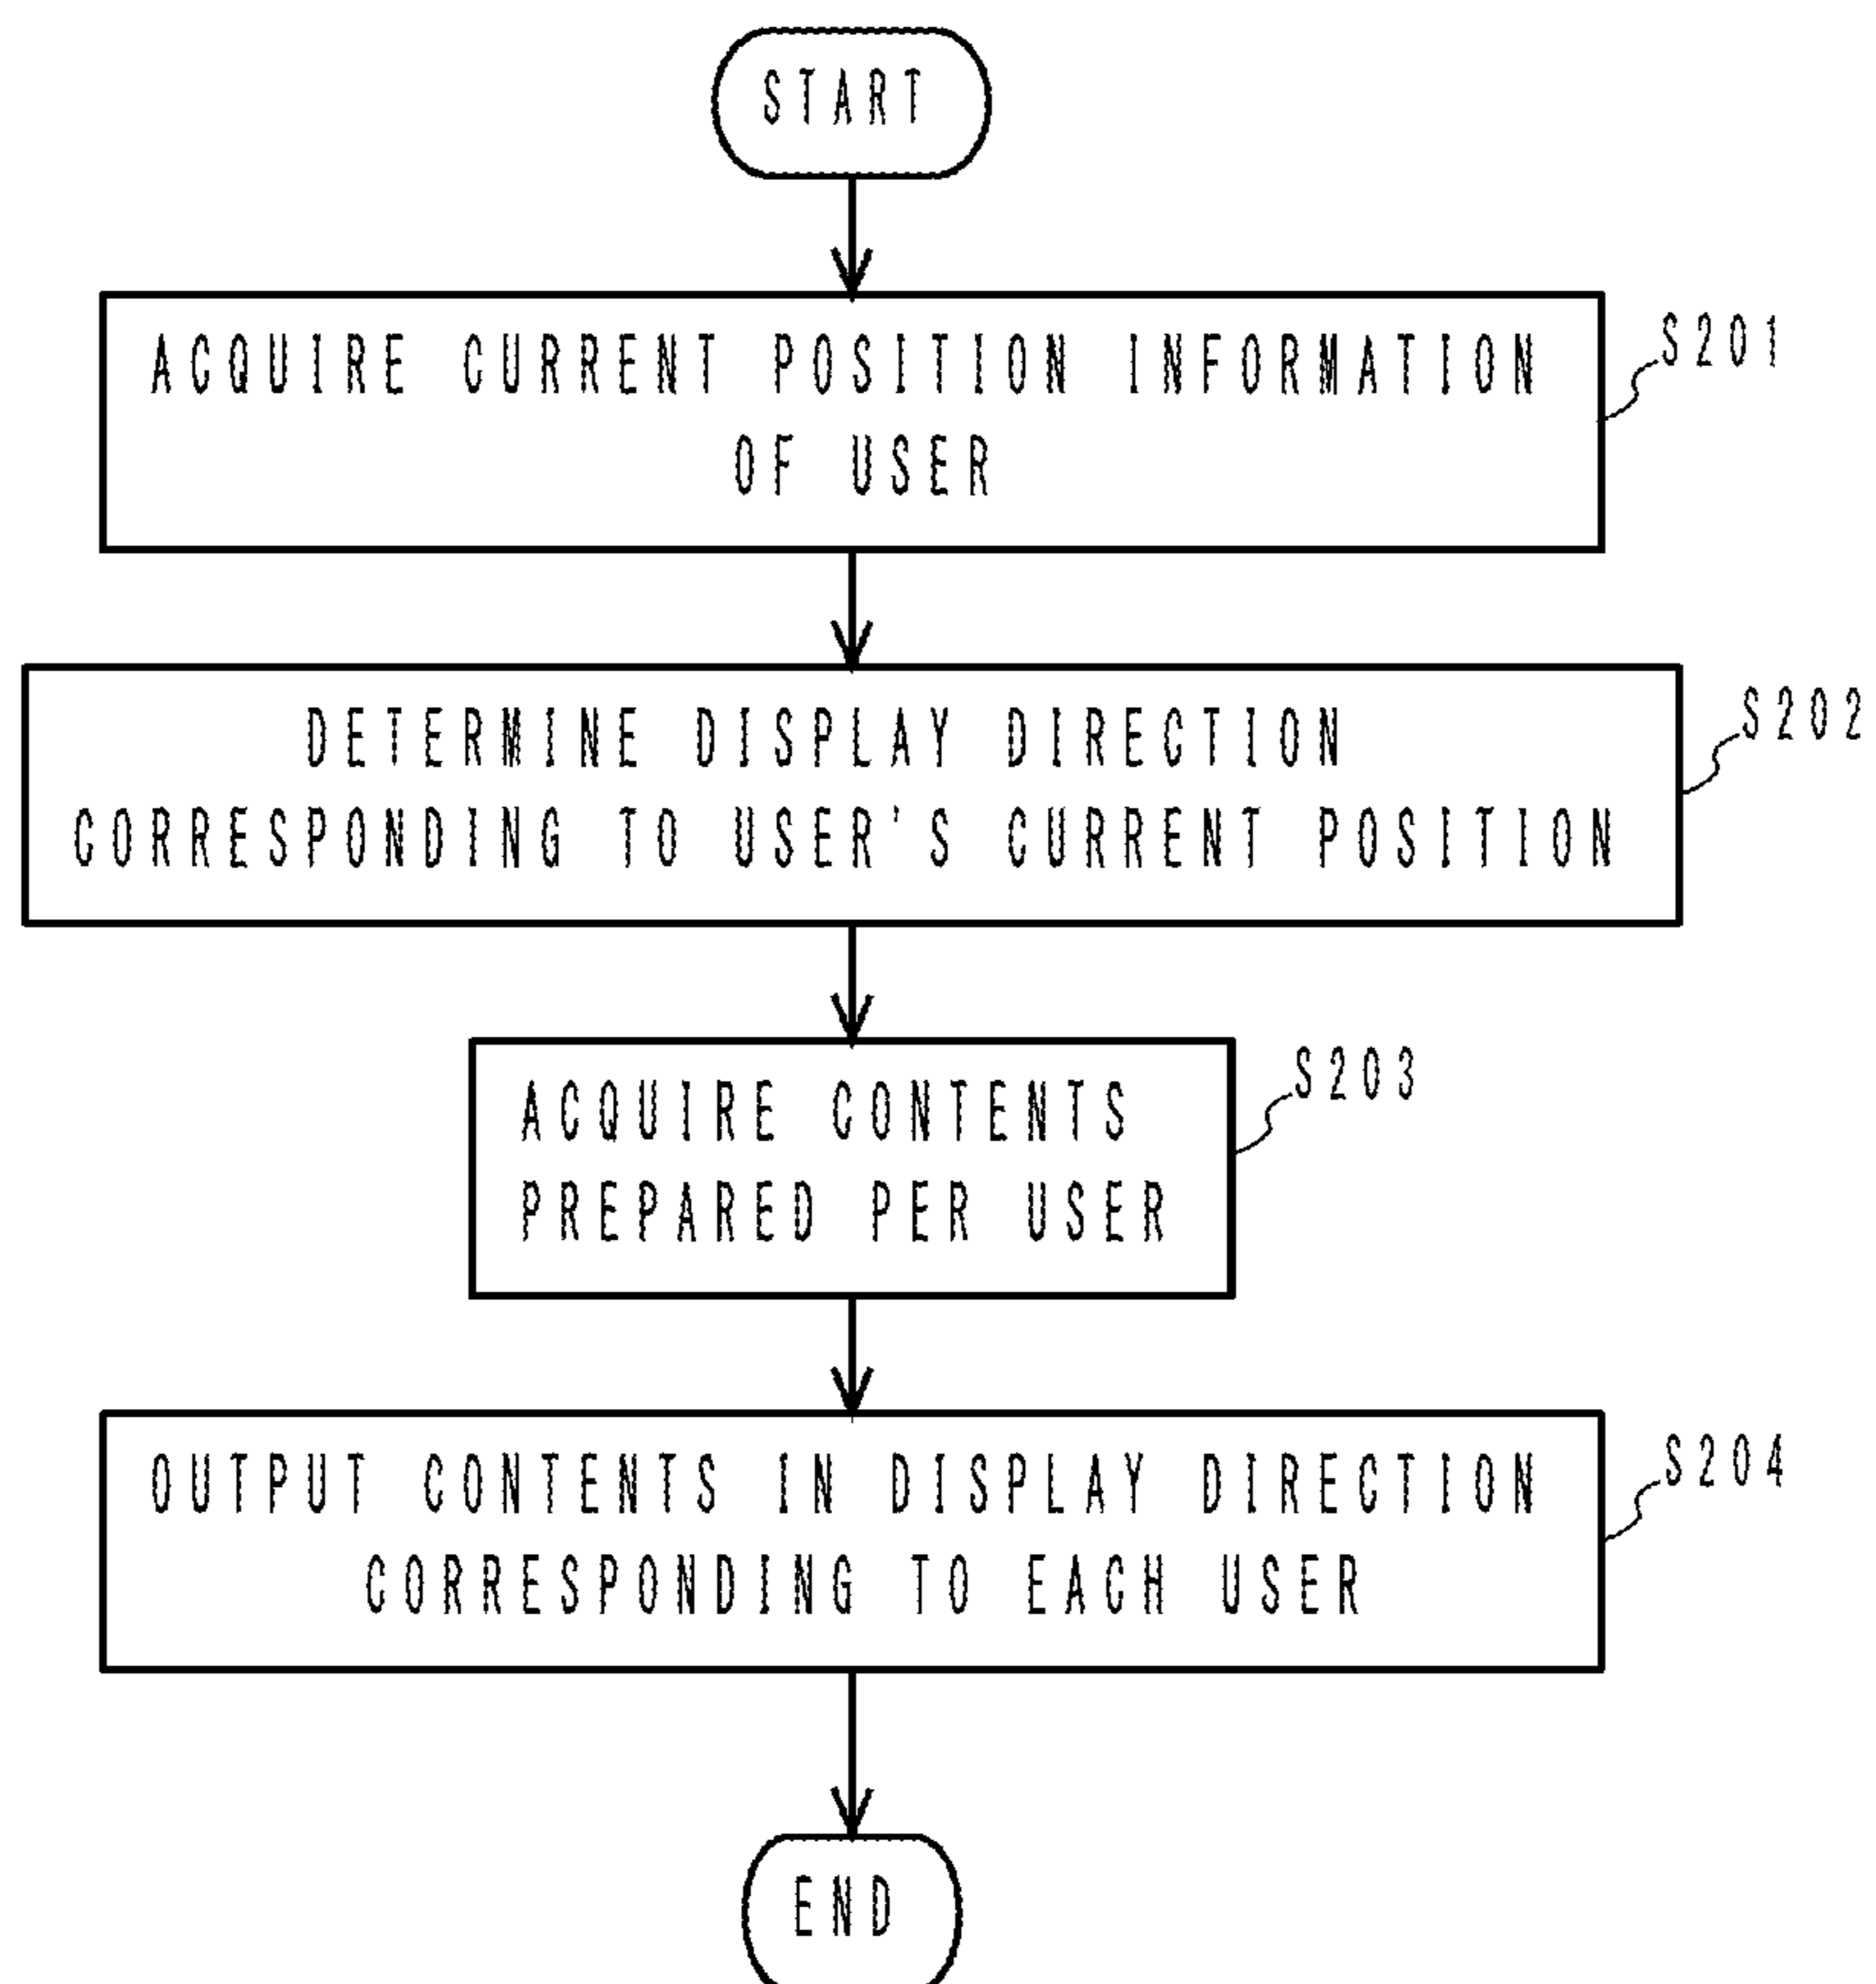 START
ACQUIRE CURRENT POSITION INFORMATION
OF USER
S201
DETERMINE DISPLAY DIRECTION
CORRESPONDING TO USER'S CURRENT POSITION
S202
ACQUIRE CONTENTS
PREPARED PER USER
S203
OUTPUT CONTENTS IN DISPLAY DIRECTION
CORRESPONDING TO EACH USER
S204
END